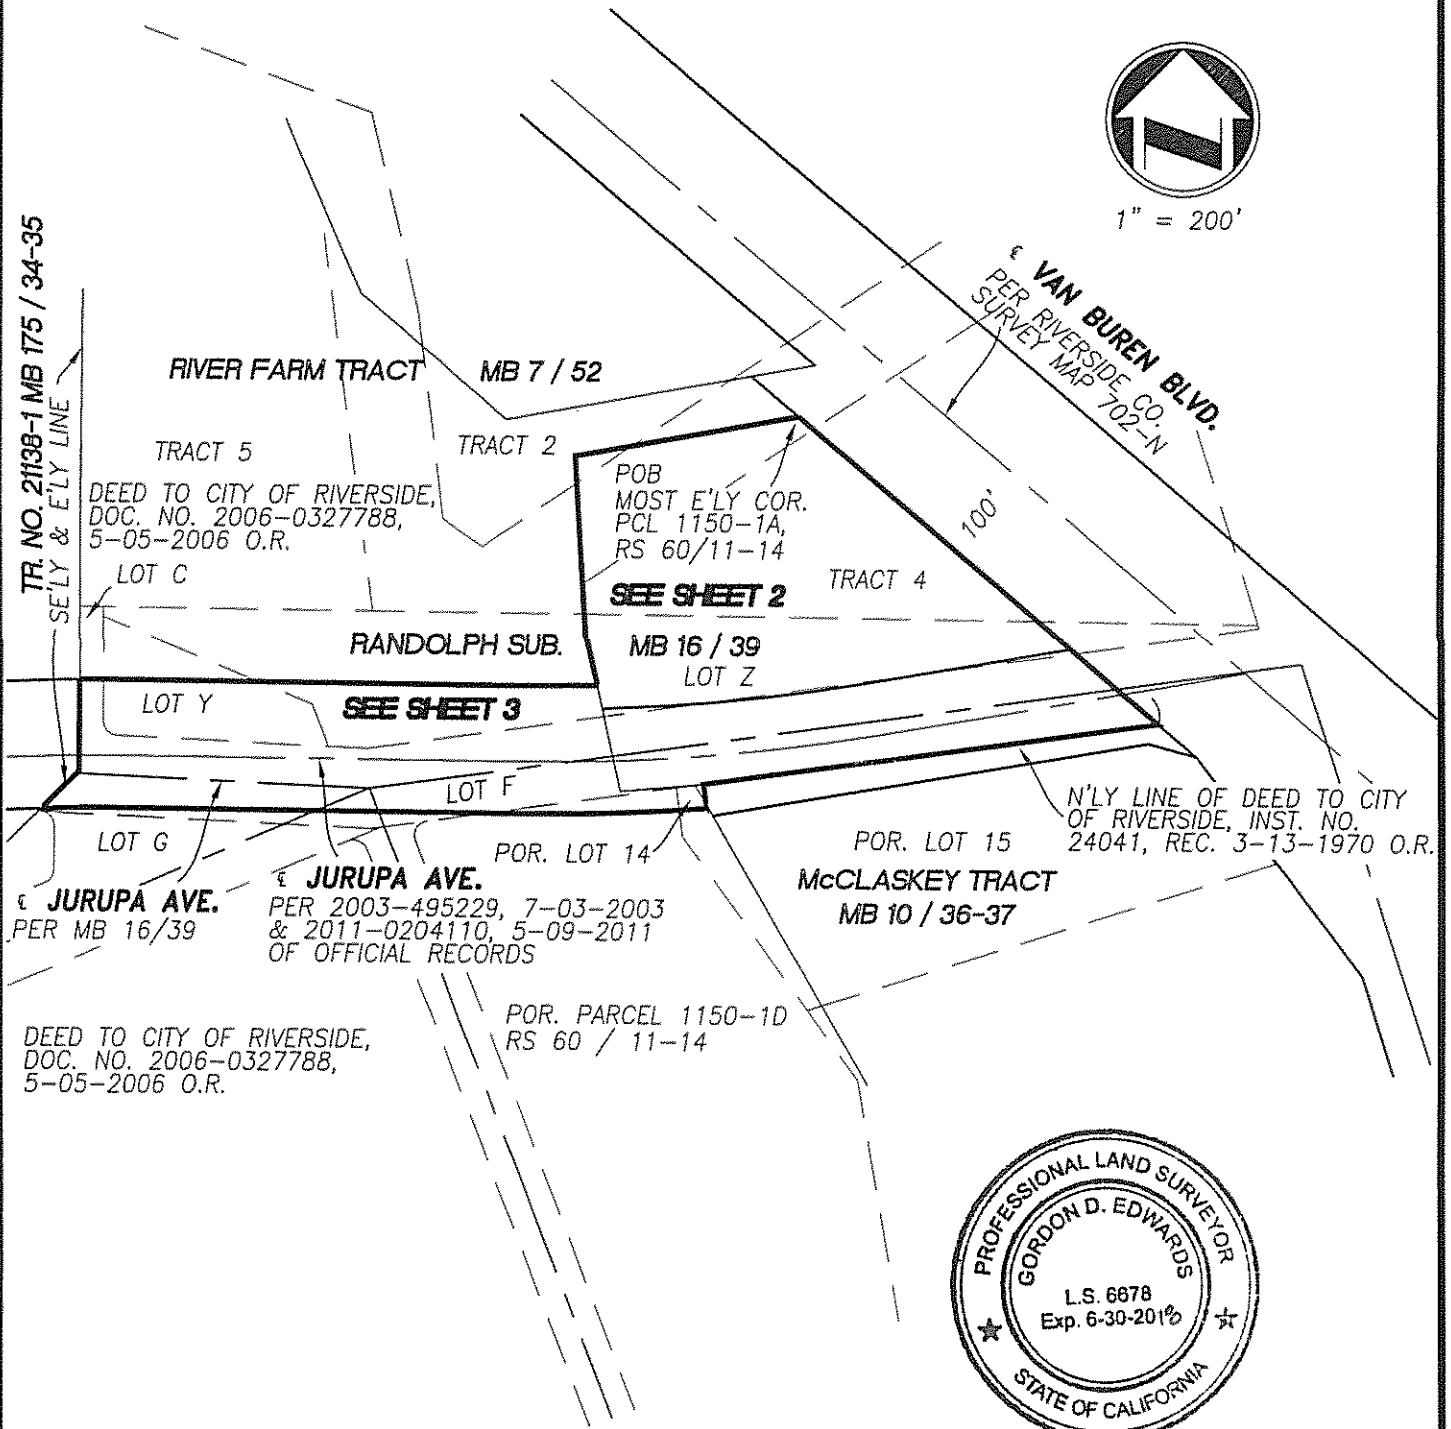 1" = 200'
TR. NO. 21138-1 MB 175 / 34-35
SE'LY & E'LY LINE
℄ VAN BUREN BLVD.
PER RIVERSIDE CO.
SURVEY MAP 702-N
RIVER FARM TRACT MB 7 / 52
TRACT 5
TRACT 2
DEED TO CITY OF RIVERSIDE,
DOC. NO. 2006-0327788,
5-05-2006 O.R.
POB
MOST E'LY COR.
PCL 1150-1A,
RS 60/11-14
100'
LOT C
SEE SHEET 2
TRACT 4
RANDOLPH SUB. MB 16 / 39
LOT Z
LOT Y
SEE SHEET 3
LOT F
LOT G
POR. LOT 14
POR. LOT 15
N'LY LINE OF DEED TO CITY
OF RIVERSIDE, INST. NO.
24041, REC. 3-13-1970 O.R.
McCLASKEY TRACT
MB 10 / 36-37
℄ JURUPA AVE.
PER MB 16/39
℄ JURUPA AVE.
PER 2003-495229, 7-03-2003
& 2011-0204110, 5-09-2011
OF OFFICIAL RECORDS
DEED TO CITY OF RIVERSIDE,
DOC. NO. 2006-0327788,
5-05-2006 O.R.
POR. PARCEL 1150-1D
RS 60 / 11-14
PROFESSIONAL LAND SURVEYOR
GORDON D. EDWARDS
L.S. 6678
Exp.
STATE OF CALIFORNIA